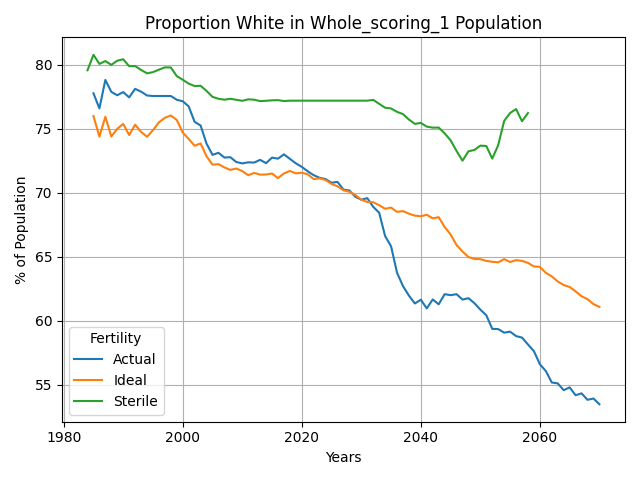 Proportion White in Whole_scoring_1 Population
80
75
70
65
60
55
% of Population
Fertility
Actual
Ideal
Sterile
1980 2000 2020 2040 2060
Years